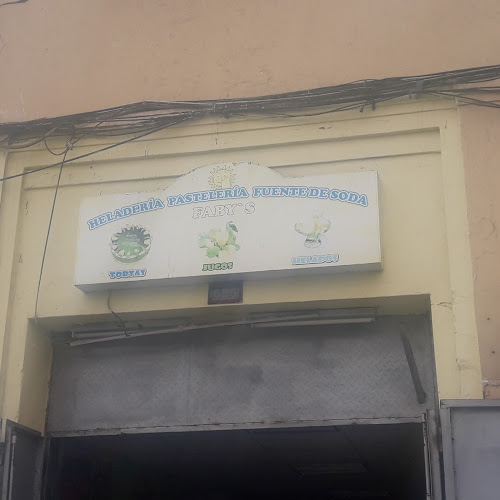 HELADERÍA PASTELERÍA FUENTE DE SODA
FABY'S
TORTAS
JUGOS
HELADOS